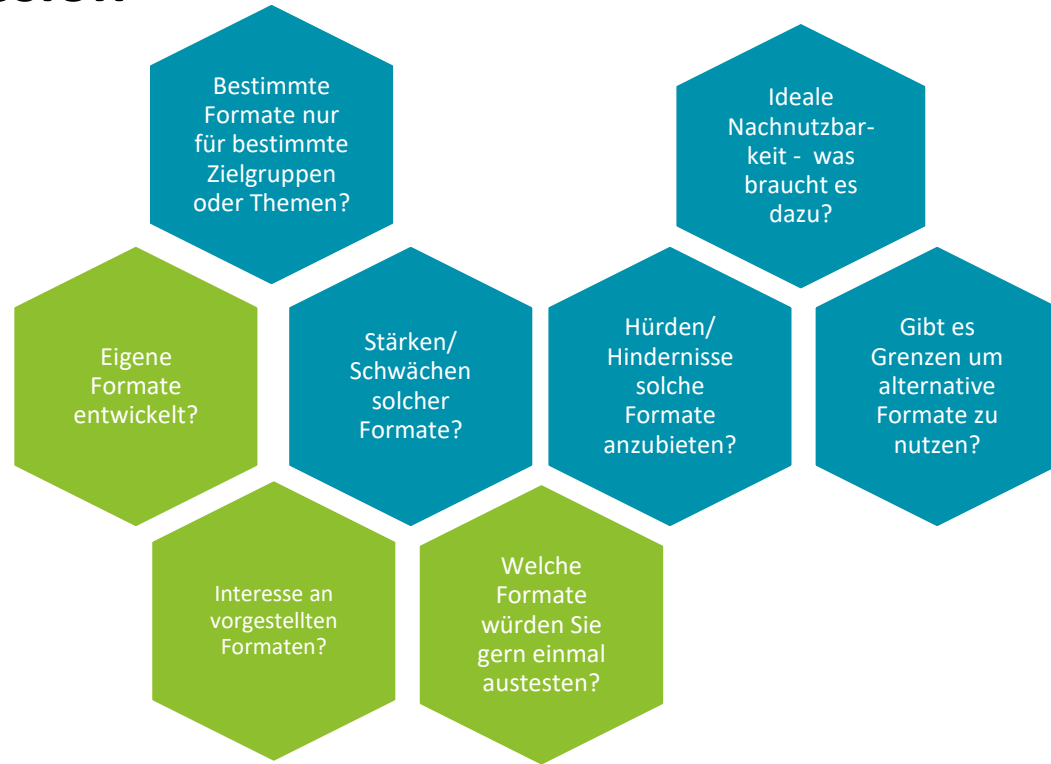 Bestimmte
Formate nur
für bestimmte
Zielgruppen
oder Themen?
Ideale
Nachnutzbar-
keit - was
braucht es
dazu?
Eigene
Formate
entwickelt?
Stärken/
Schwächen
solcher
Formate?
Hürden/
Hindernisse
solche
Formate
anzubieten?
Gibt es
Grenzen um
alternative
Formate zu
nutzen?
Interesse an
vorgestellten
Formaten?
Welche
Formate
würden Sie
gern einmal
austesten?